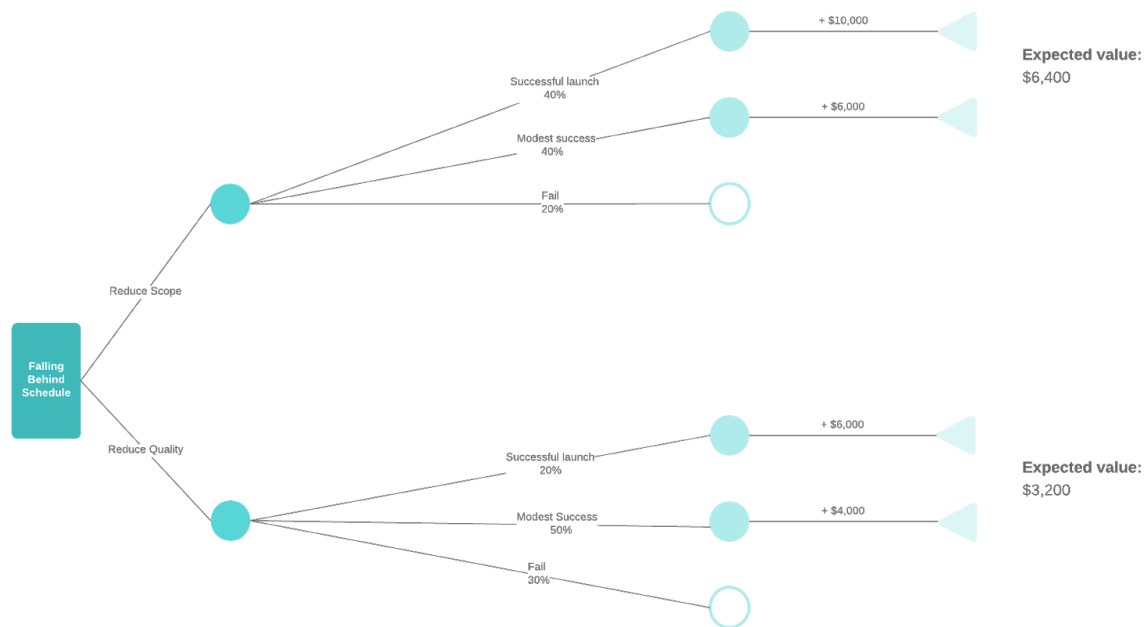 + $10,000
Expected value:
$6,400
Successful launch
40%
+ $6,000
Modest success
40%
Fail
20%
Reduce Scope
Falling
Behind
Schedule
Reduce Quality
+ $6,000
Expected value:
$3,200
Successful launch
20%
+ $4,000
Modest Success
50%
Fail
30%